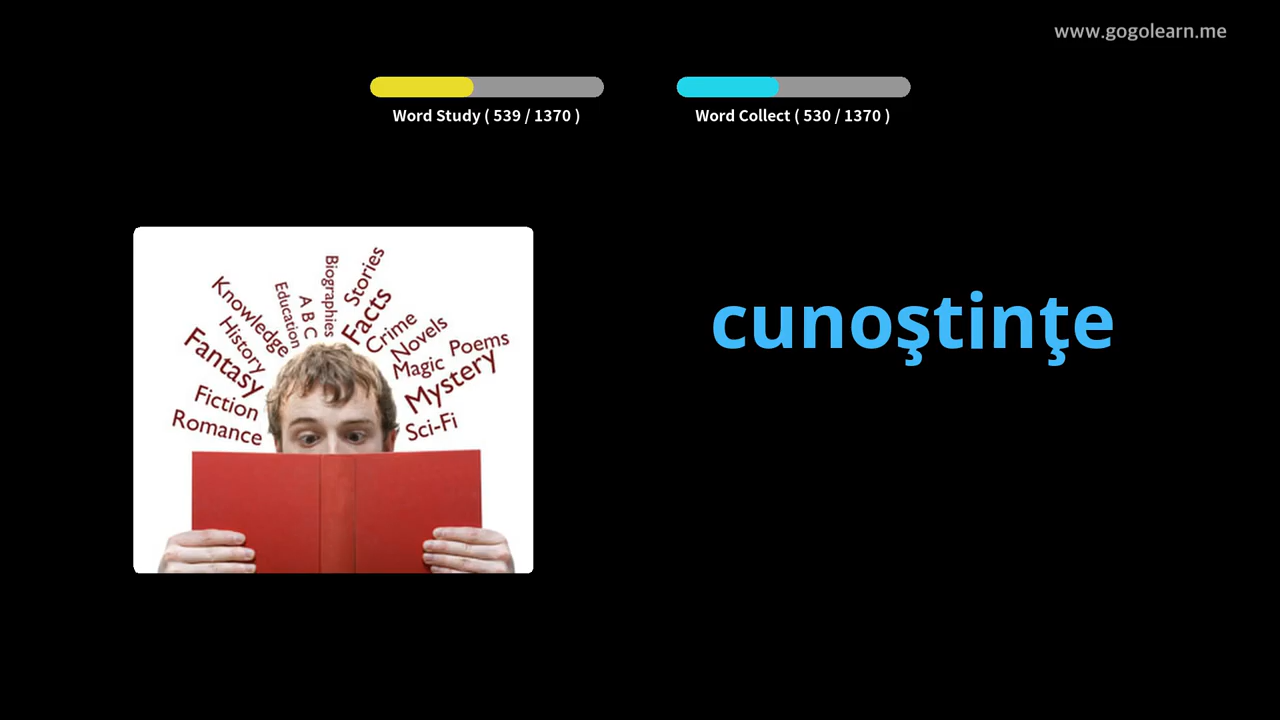 www.gogolearn.me
Word Study ( 539 / 1370 )
Word Collect ( 530 / 1370 )
cunoştinţe
Stories
Biographies
Facts
A B C
Education
Knowledge
Crime
Novels
History
Poems
Magic
Fantasy
Mystery
Fiction
Sci-Fi
Romance